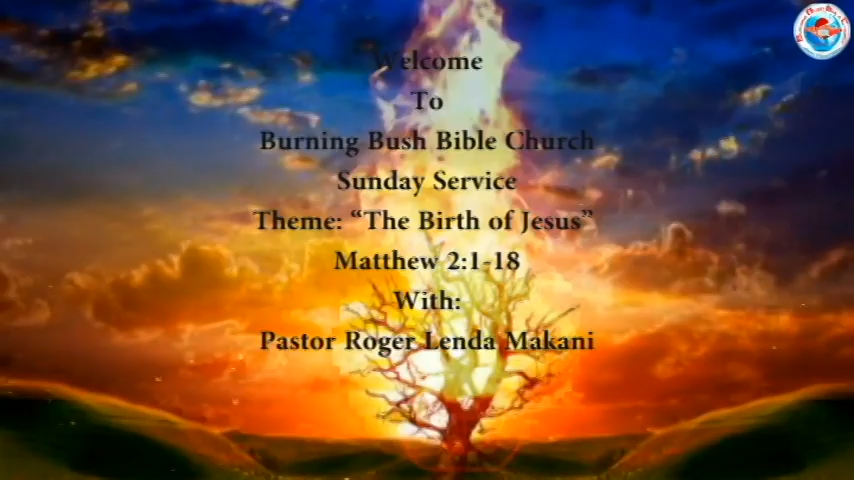 Welcome
To
Burning Bush Bible Church
Sunday Service
Theme: “The Birth of Jesus”
Matthew 2:1-18
With:
Pastor Roger Lenda Makani